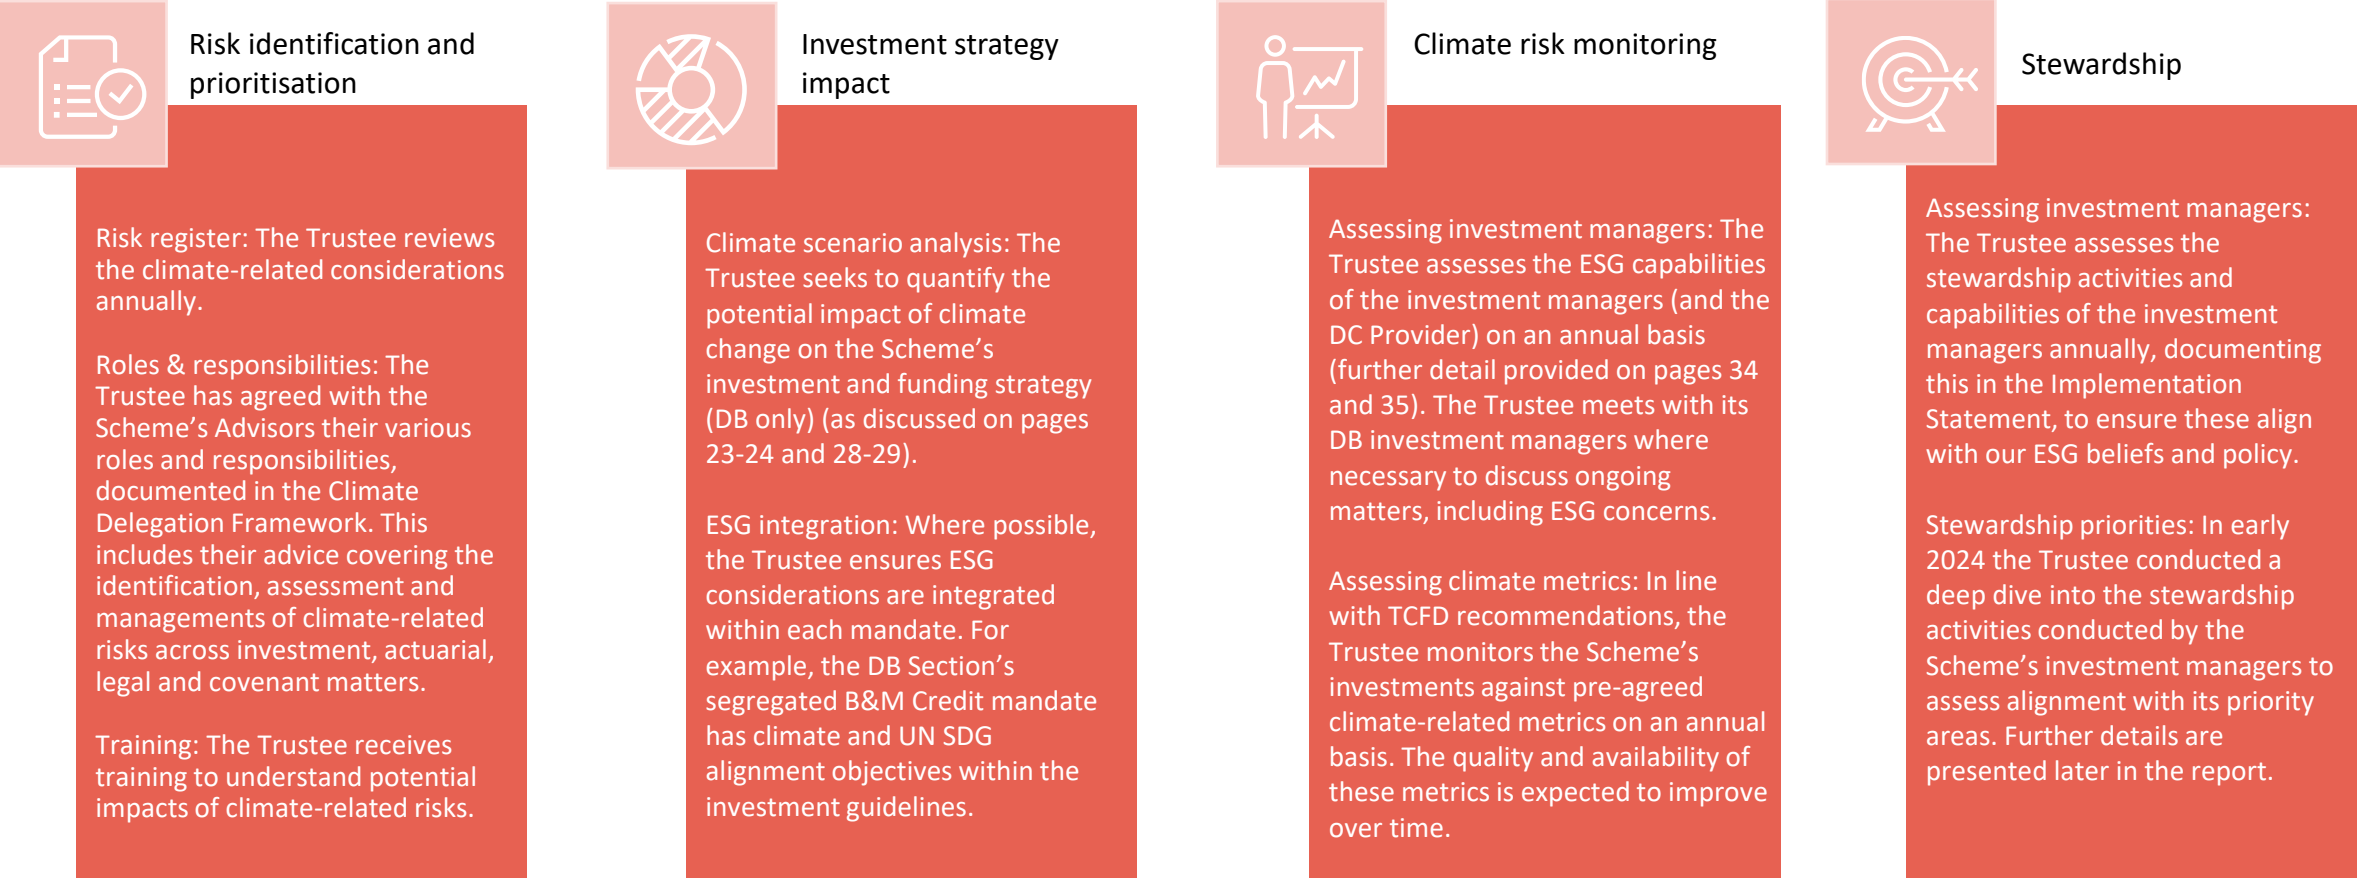 Risk identification and
prioritisation
Risk register: The Trustee reviews
the climate-related considerations
annually.
Roles & responsibilities: The
Trustee has agreed with the
Scheme’s Advisors their various
roles and responsibilities,
documented in the Climate
Delegation Framework. This
includes their advice covering the
identification, assessment and
managements of climate-related
risks across investment, actuarial,
legal and covenant matters.
Training: The Trustee receives
training to understand potential
impacts of climate-related risks.
Investment strategy
impact
Climate scenario analysis: The
Trustee seeks to quantify the
potential impact of climate
change on the Scheme’s
investment and funding strategy
(DB only) (as discussed on pages
23-24 and 28-29).
ESG integration: Where possible,
the Trustee ensures ESG
considerations are integrated
within each mandate. For
example, the DB Section’s
segregated B&M Credit mandate
has climate and UN SDG
alignment objectives within the
investment guidelines.
Climate risk monitoring
Assessing investment managers: The
Trustee assesses the ESG capabilities
of the investment managers (and the
DC Provider) on an annual basis
(further detail provided on pages 34
and 35). The Trustee meets with its
DB investment managers where
necessary to discuss ongoing
matters, including ESG concerns.
Assessing climate metrics: In line
with TCFD recommendations, the
Trustee monitors the Scheme’s
investments against pre-agreed
climate-related metrics on an annual
basis. The quality and availability of
these metrics is expected to improve
over time.
Stewardship
Assessing investment managers:
The Trustee assesses the
stewardship activities and
capabilities of the investment
managers annually, documenting
this in the Implementation
Statement, to ensure these align
with our ESG beliefs and policy.
Stewardship priorities: In early
2024 the Trustee conducted a
deep dive into the stewardship
activities conducted by the
Scheme’s investment managers to
assess alignment with its priority
areas. Further details are
presented later in the report.